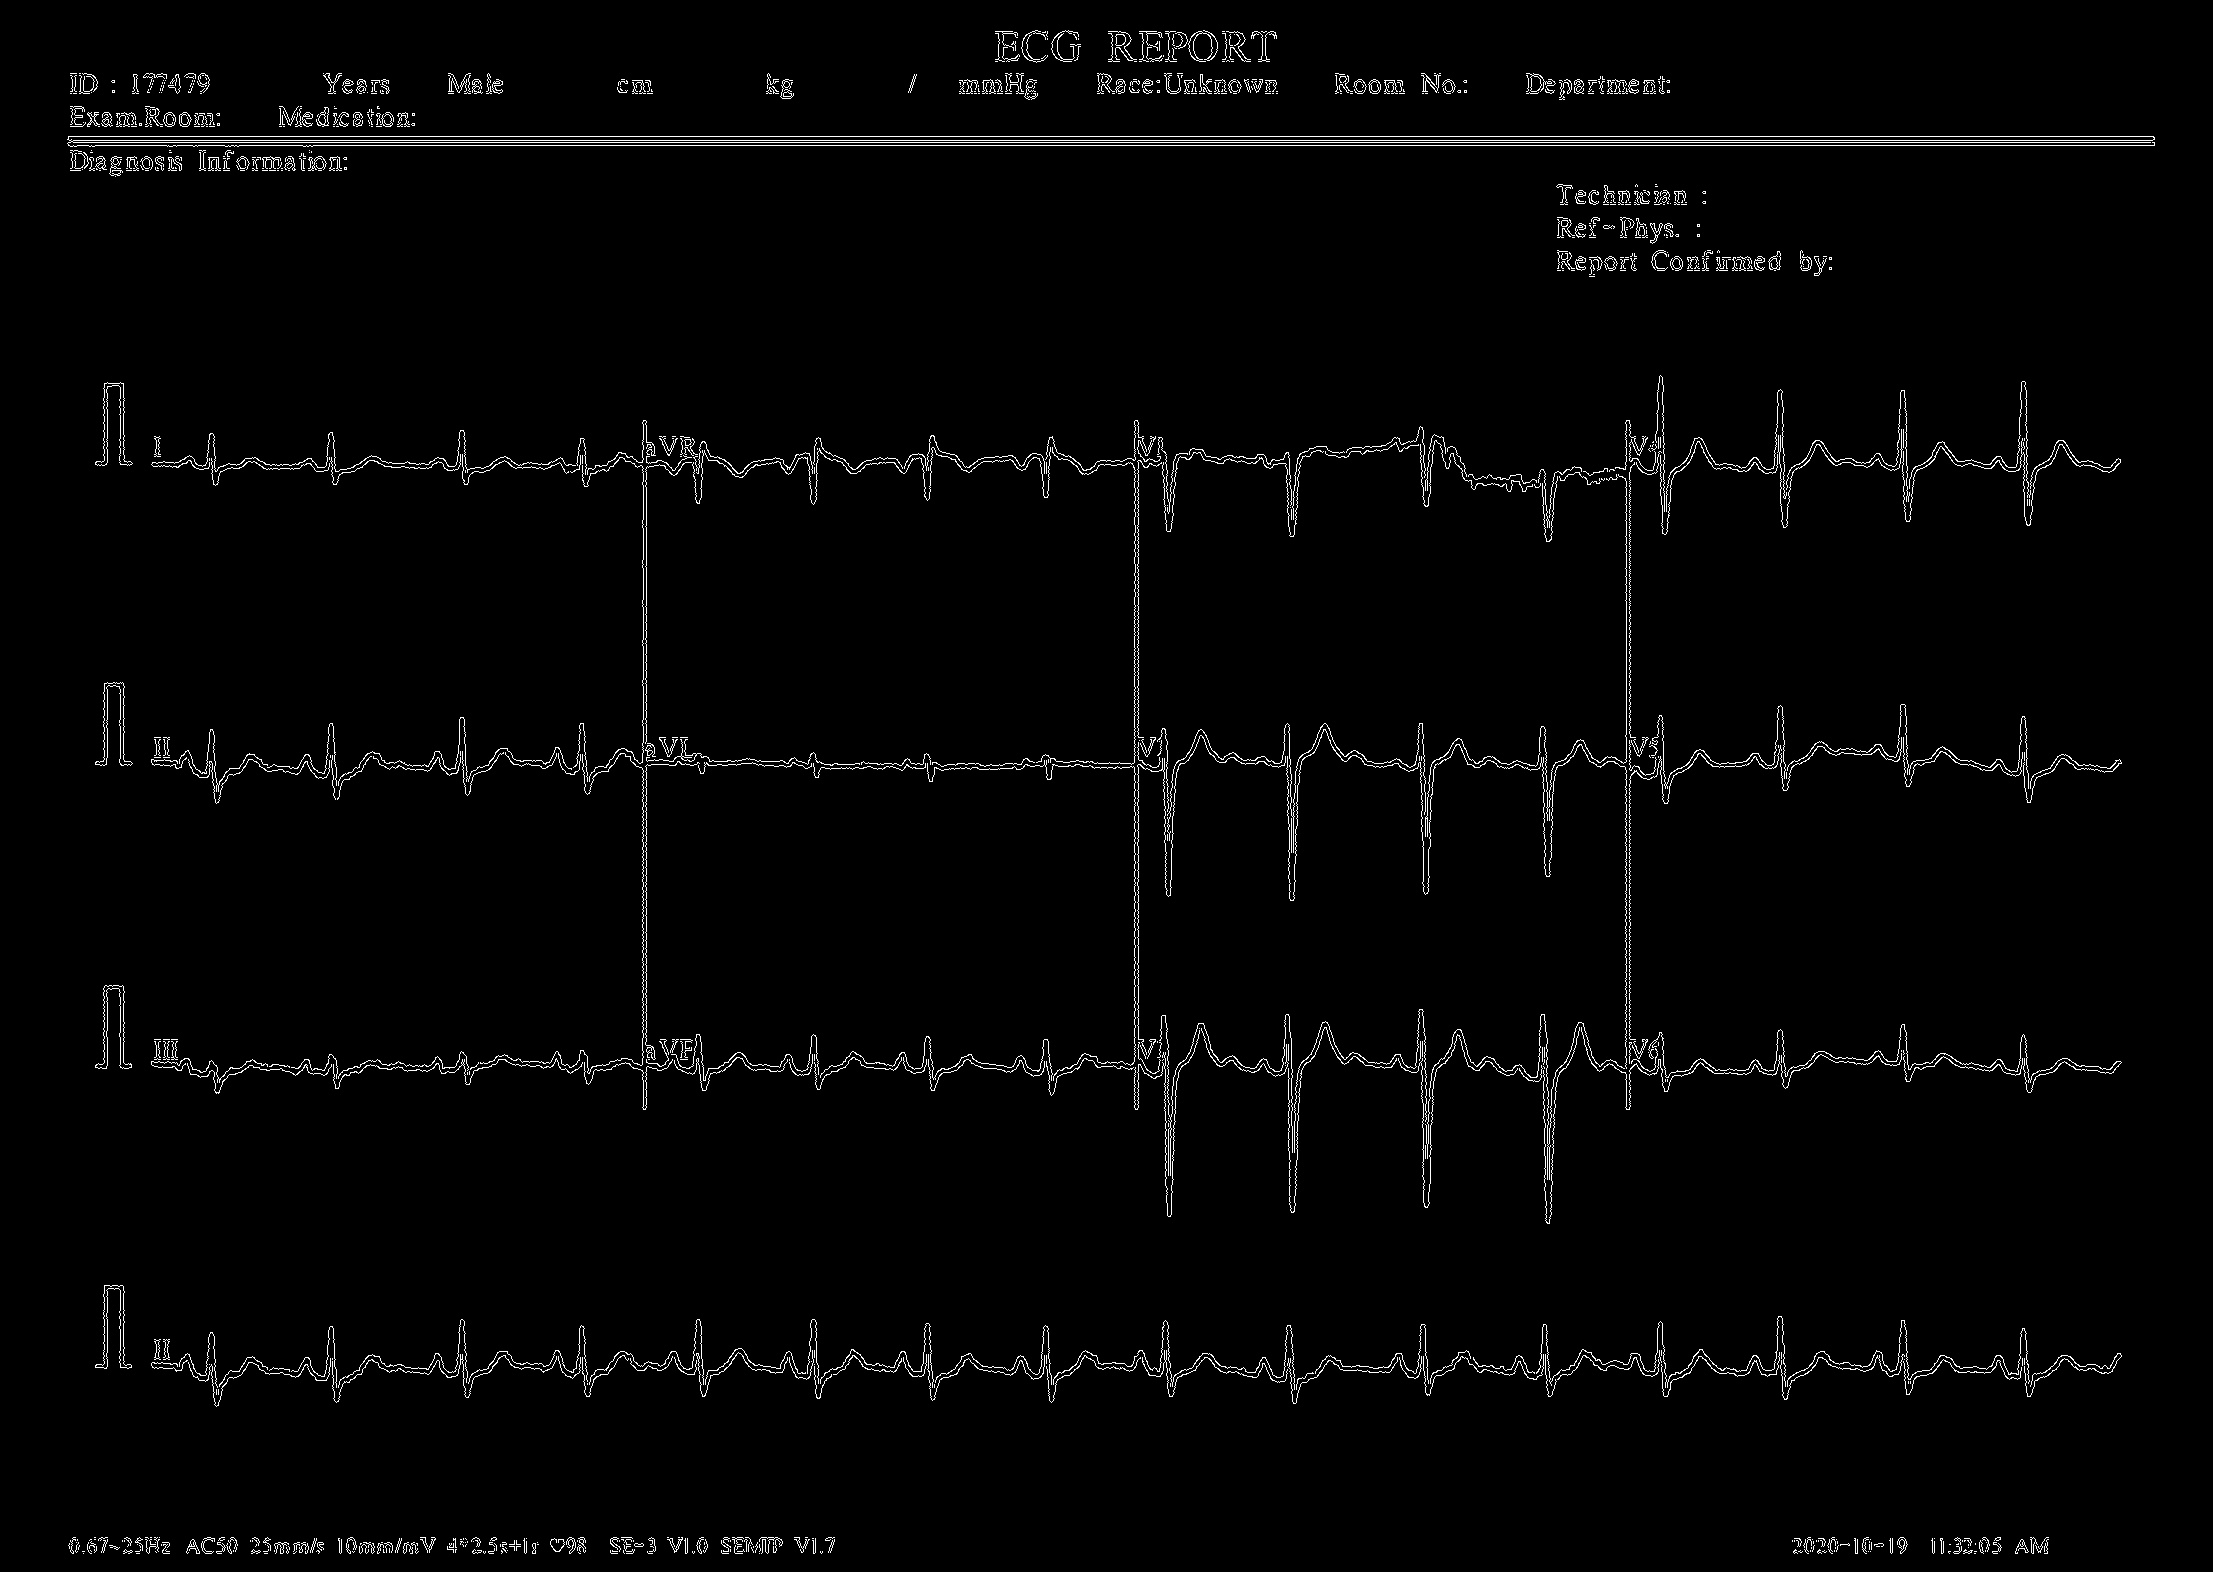 ECG REPORT
ID : 177479 Years Male cm kg / mmHg Race:Unknown Room No.: Department:
Exam.Room: Medication:
Diagnosis Information:
Technician :
Ref-Phys. :
Report Confirmed by:
I aVR V1
II aVL V5
III aVF V6
II
0.67~25Hz AC50 25mm/s 10mm/mV 4*2.5s+1r ♡98 SE-3 V1.0 SEMIP V1.7 2020-10-19 11:32:05 AM